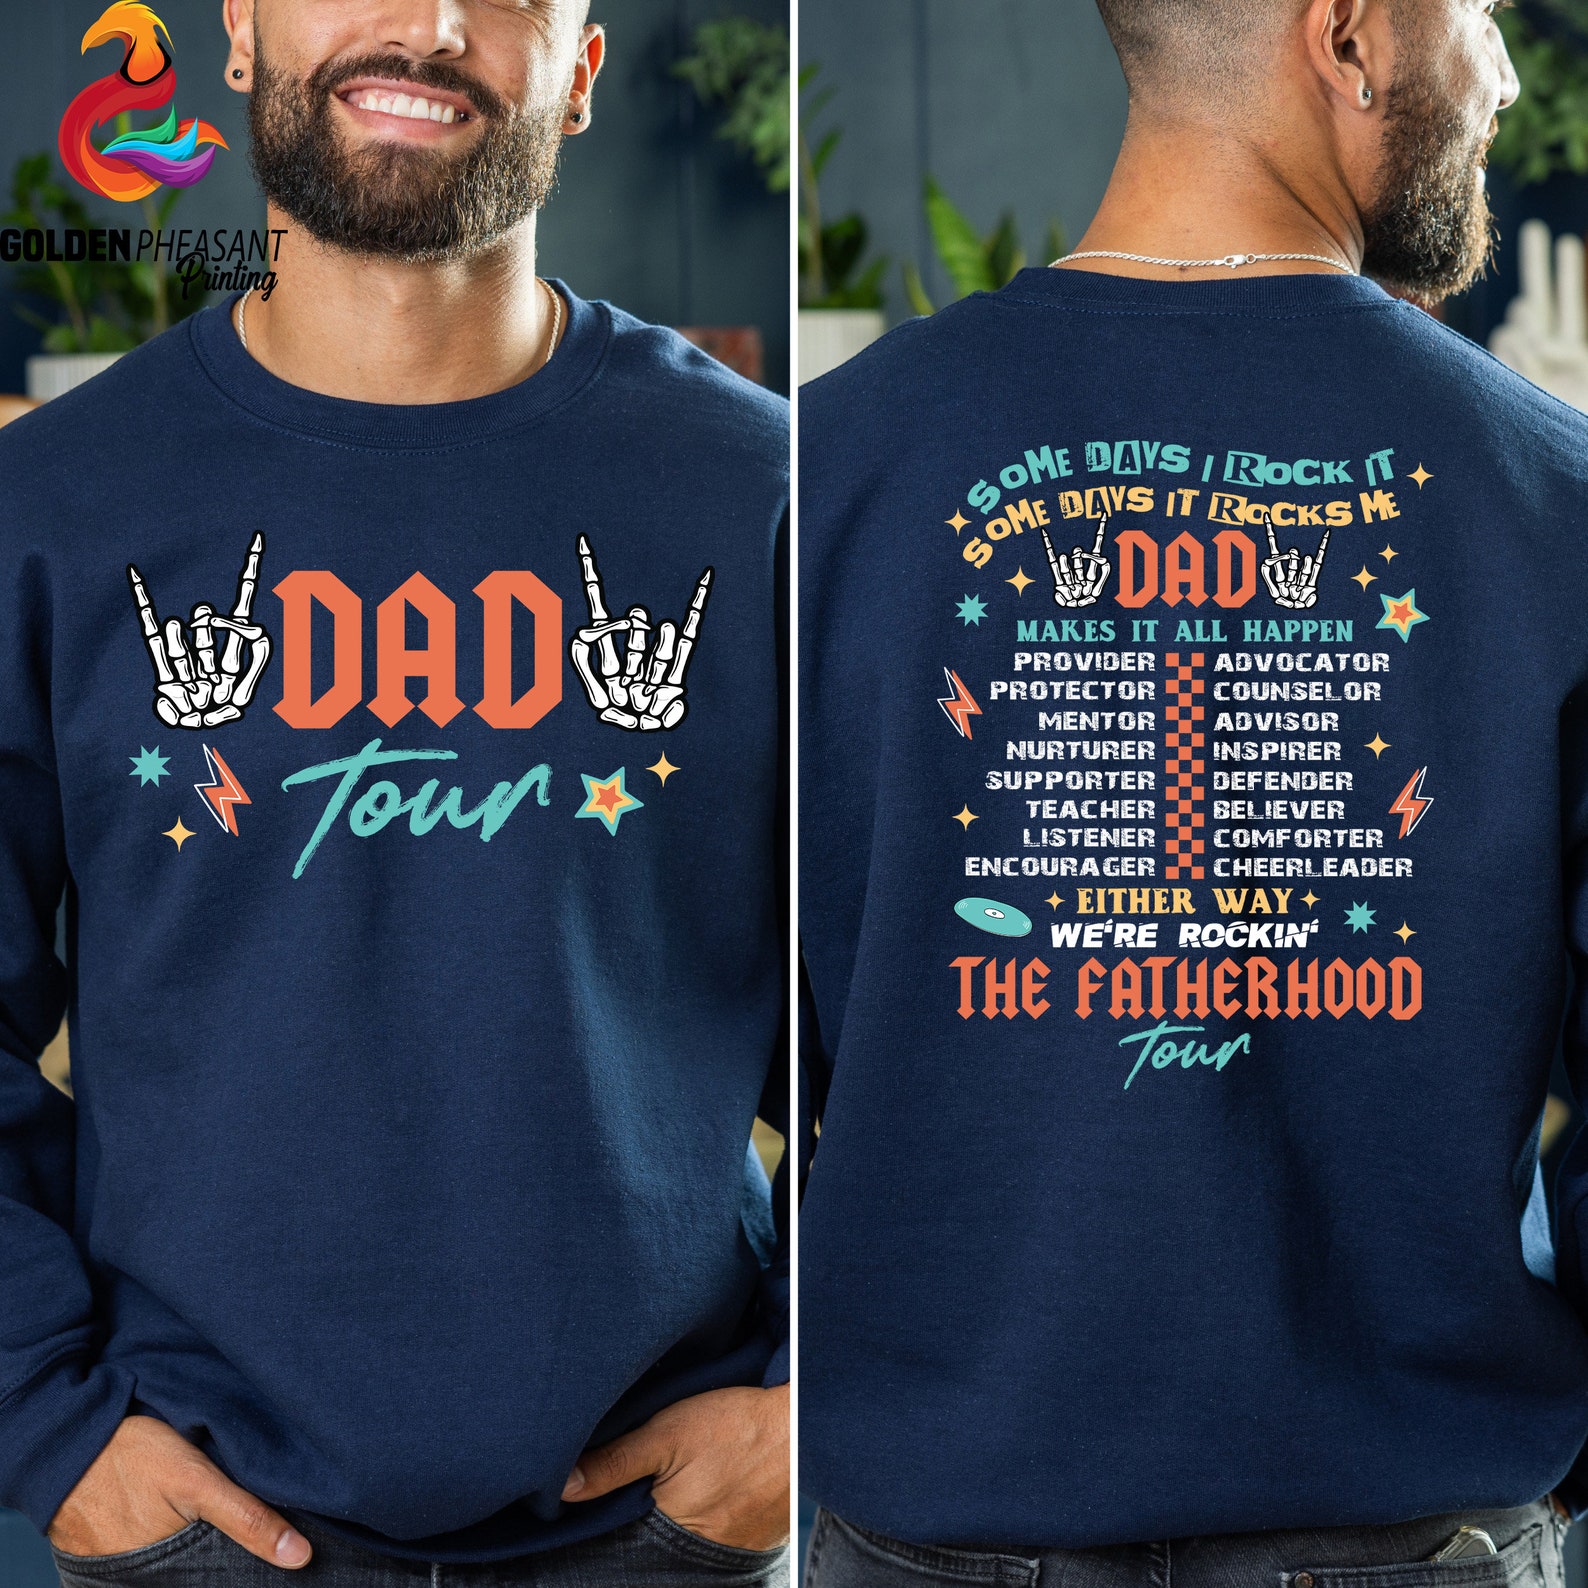 GOLDEN PHEASANT
Printing
DAD
Tour
SOME DAYS I ROCK IT
SOME DAYS IT ROCKS ME
DAD
MAKES IT ALL HAPPEN
PROVIDER ADVOCATOR
PROTECTOR COUNSELOR
MENTOR ADVISOR
NURTURER INSPIRER
SUPPORTER DEFENDER
TEACHER BELIEVER
LISTENER COMFORTER
ENCOURAGER CHEERLEADER
EITHER WAY
WE'RE ROCKIN'
THE FATHERHOOD
Tour